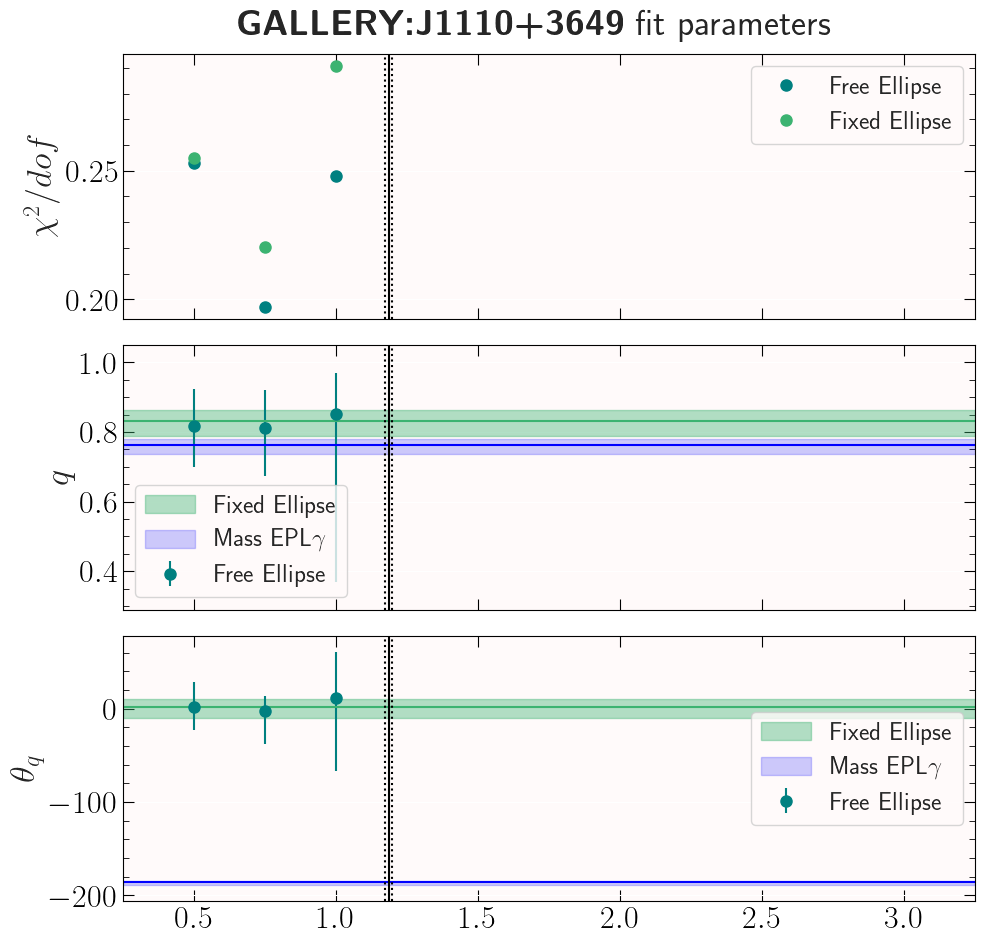 GALLERY:J1110+3649 fit parameters
χ²/dof
0.25
0.20
Free Ellipse
Fixed Ellipse
q
1.0
0.8
0.6
0.4
Fixed Ellipse
Mass EPLγ
Free Ellipse
θ_q
0
−100
−200
Fixed Ellipse
Mass EPLγ
Free Ellipse
0.5 1.0 1.5 2.0 2.5 3.0